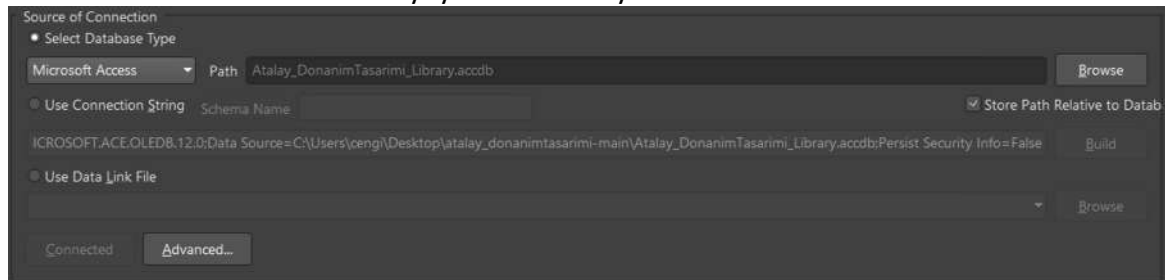 Source of Connection
Select Database Type
Microsoft Access Path Atalay_DonanimTasarimi_Library.accdb Browse
Use Connection String Schema Name Store Path Relative to Datab
ICROSOFT.ACE.OLEDB.12.0;Data Source=C:\Users\cengi\Desktop\atalay_donanimtasarimi-main\Atalay_DonanimTasarimi_Library.accdb;Persist Security Info=False Build
Use Data Link File
Browse
Connected Advanced...